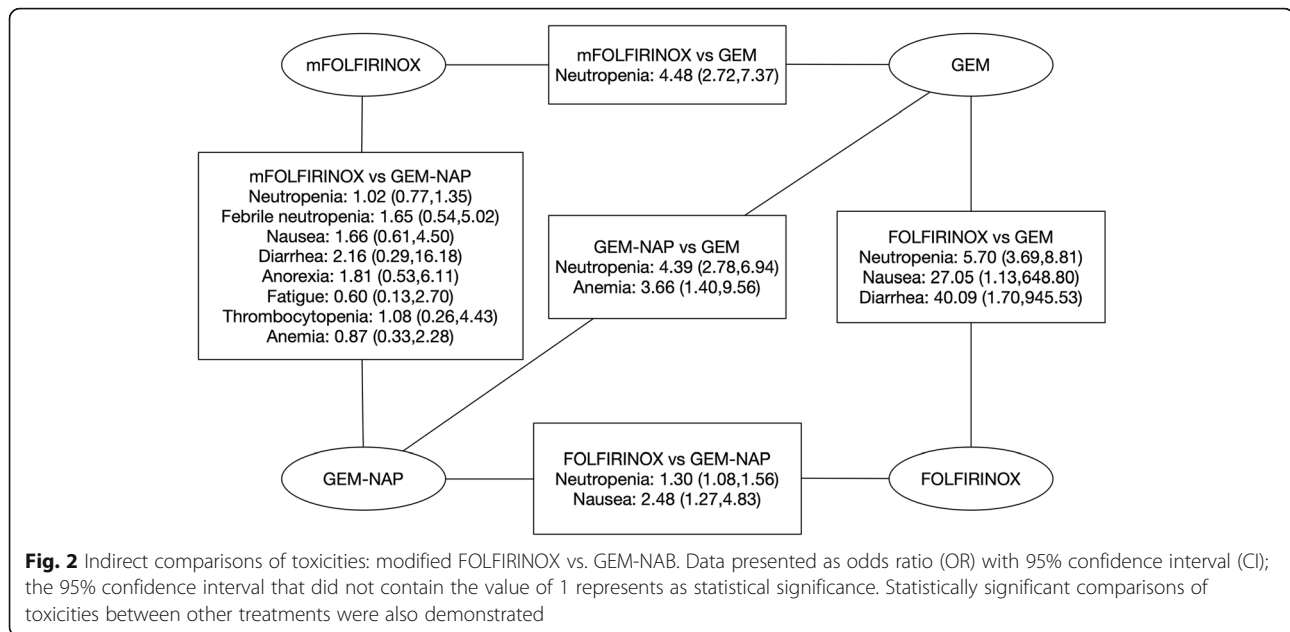 mFOLFIRINOX
mFOLFIRINOX vs GEM
Neutropenia: 4.48 (2.72,7.37)
GEM
mFOLFIRINOX vs GEM-NAP
Neutropenia: 1.02 (0.77,1.35)
Febrile neutropenia: 1.65 (0.54,5.02)
Nausea: 1.66 (0.61,4.50)
Diarrhea: 2.16 (0.29,16.18)
Anorexia: 1.81 (0.53,6.11)
Fatigue: 0.60 (0.13,2.70)
Thrombocytopenia: 1.08 (0.26,4.43)
Anemia: 0.87 (0.33,2.28)
GEM-NAP vs GEM
Neutropenia: 4.39 (2.78,6.94)
Anemia: 3.66 (1.40,9.56)
FOLFIRINOX vs GEM
Neutropenia: 5.70 (3.69,8.81)
Nausea: 27.05 (1.13,648.80)
Diarrhea: 40.09 (1.70,945.53)
GEM-NAP
FOLFIRINOX vs GEM-NAP
Neutropenia: 1.30 (1.08,1.56)
Nausea: 2.48 (1.27,4.83)
FOLFIRINOX
Fig. 2 Indirect comparisons of toxicities: modified FOLFIRINOX vs. GEM-NAB. Data presented as odds ratio (OR) with 95% confidence interval (CI);
the 95% confidence interval that did not contain the value of 1 represents as statistical significance. Statistically significant comparisons of
toxicities between other treatments were also demonstrated